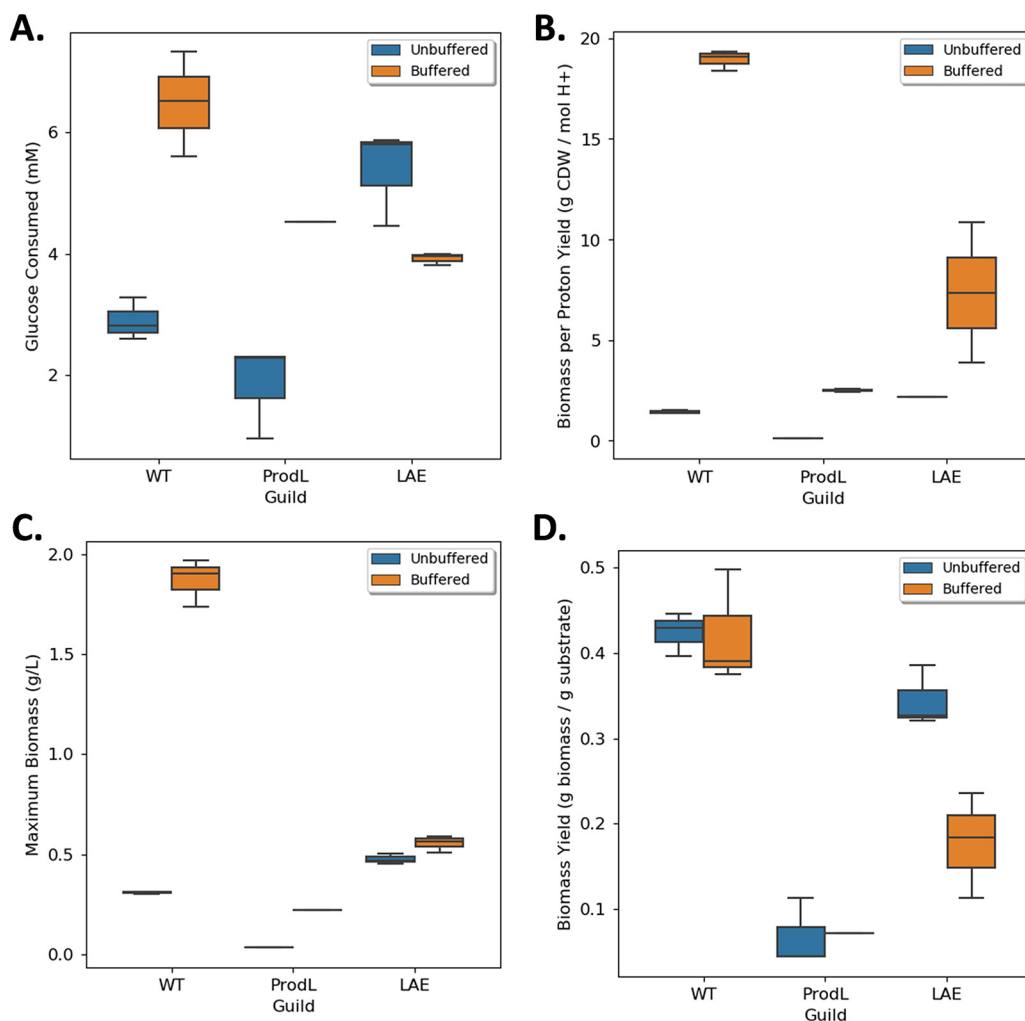 A.
Glucose Consumed (mM)
6
4
2
Unbuffered
Buffered
WT ProdL LAE
Guild
B.
Biomass per Proton Yield (g CDW / mol H+)
20
15
10
5
0
Unbuffered
Buffered
WT ProdL LAE
Guild
C.
Maximum Biomass (g/L)
2.0
1.5
1.0
0.5
0.0
Unbuffered
Buffered
WT ProdL LAE
Guild
D.
Biomass Yield (g biomass / g substrate)
0.5
0.4
0.3
0.2
0.1
Unbuffered
Buffered
WT ProdL LAE
Guild